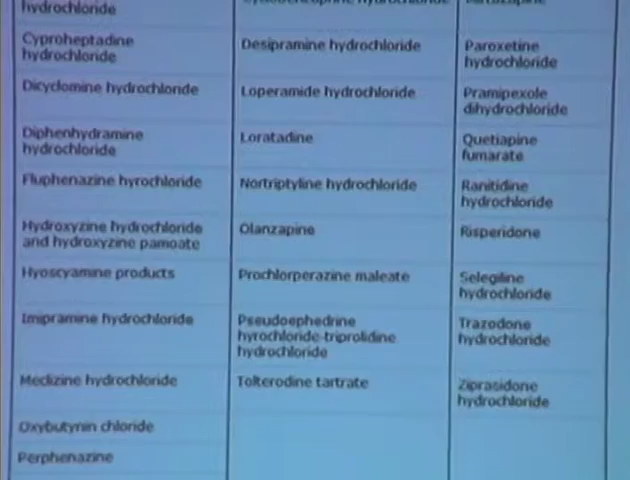 hydrochloride
Cyproheptadine
hydrochloride
Dicyclomine hydrochloride
Diphenhydramine
hydrochloride
Fluphenazine hyrochloride
Hydroxyzine hydrochloride
and hydroxyzine pamoate
Hyoscyamine products
Imipramine hydrochloride
Meclizine hydrochloride
Oxybutynin chloride
Perphenazine
Desipramine hydrochloride
Loperamide hydrochloride
Loratadine
Nortriptyline hydrochloride
Olanzapine
Prochlorperazine maleate
Pseudoephedrine
hyrochloride-triprolidine
hydrochloride
Tolterodine tartrate
Paroxetine
hydrochloride
Pramipexole
dihydrochloride
Quetiapine
fumarate
Ranitidine
hydrochloride
Risperidone
Selegiline
hydrochloride
Trazodone
hydrochloride
Ziprasidone
hydrochloride